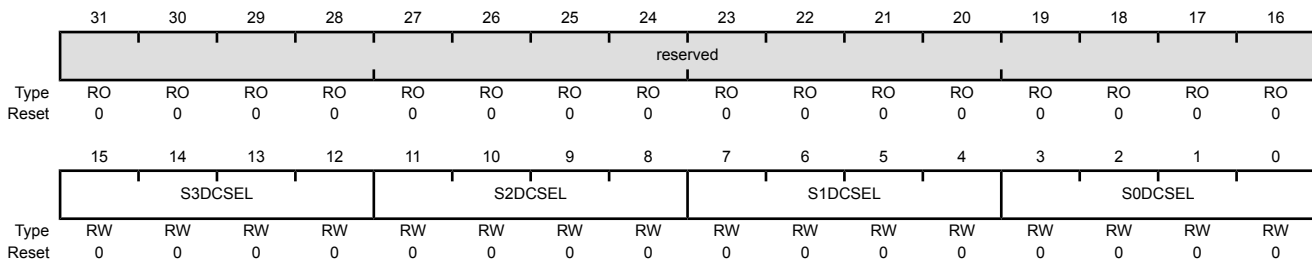 31 30 29 28 27 26 25 24 23 22 21 20 19 18 17 16
reserved
Type RO RO RO RO RO RO RO RO RO RO RO RO RO RO RO RO
Reset 0 0 0 0 0 0 0 0 0 0 0 0 0 0 0 0
15 14 13 12 11 10 9 8 7 6 5 4 3 2 1 0
S3DCSEL S2DCSEL S1DCSEL S0DCSEL
Type RW RW RW RW RW RW RW RW RW RW RW RW RW RW RW RW
Reset 0 0 0 0 0 0 0 0 0 0 0 0 0 0 0 0